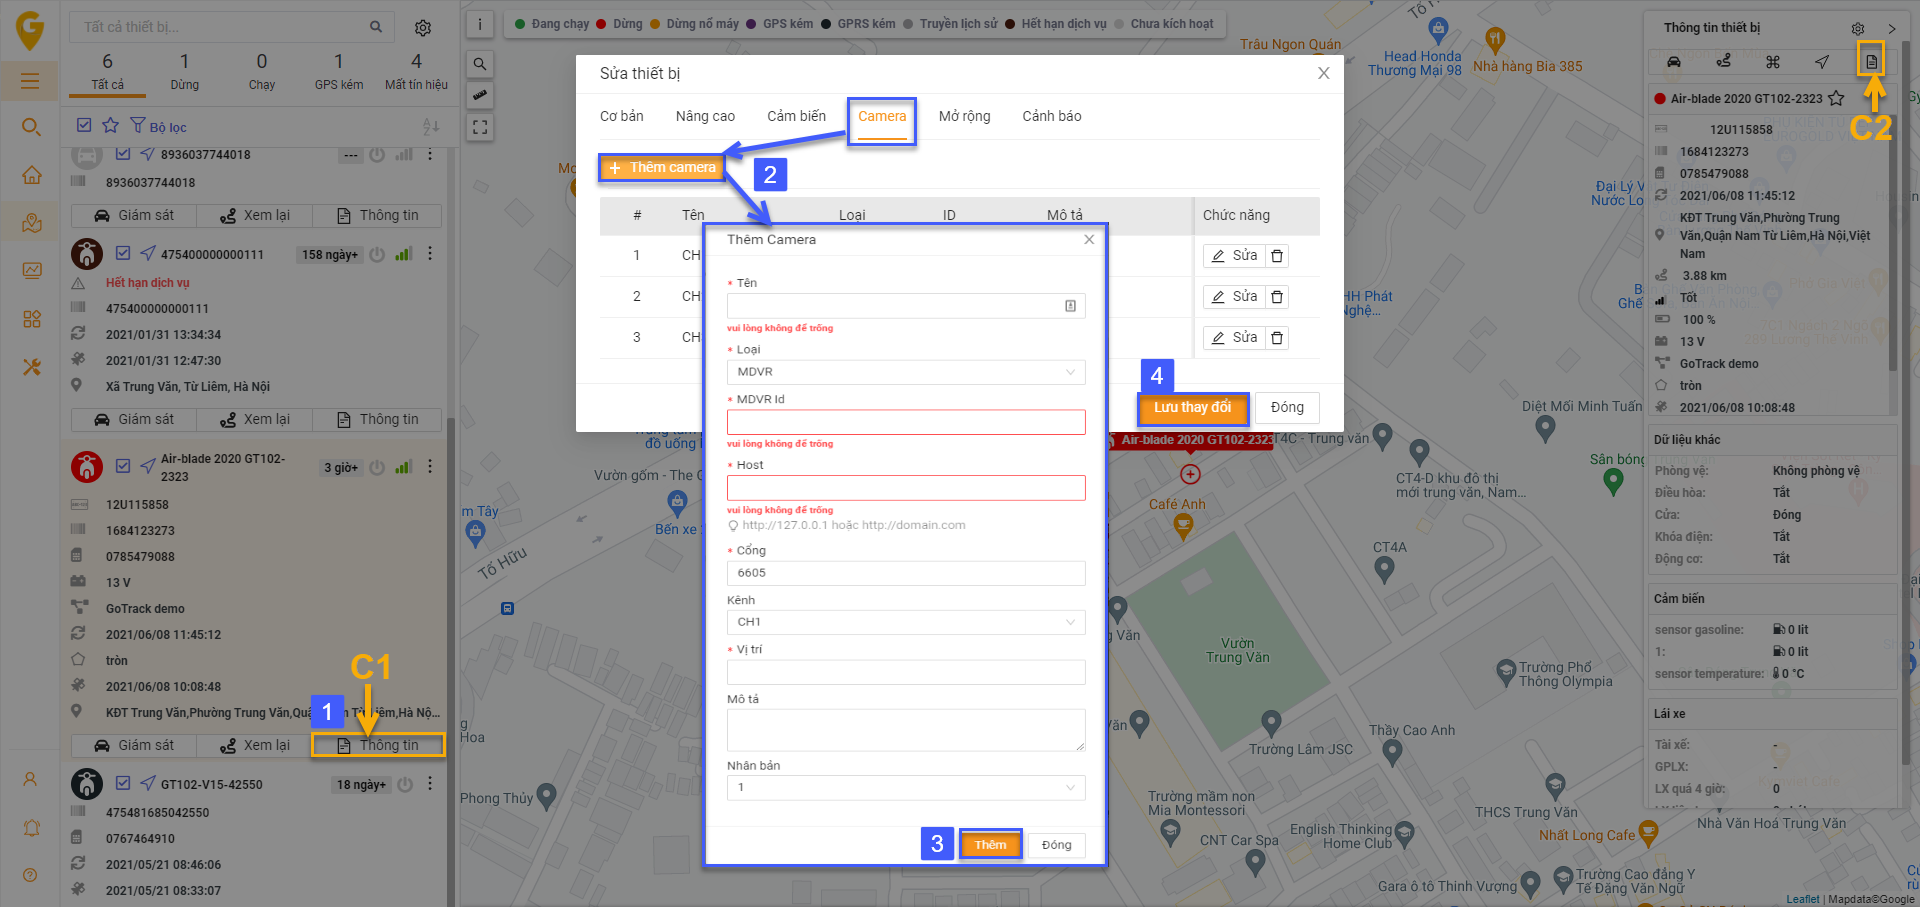 Tất cả thiết bị...
6
Tất cả
1
Dừng
0
Chạy
1
GPS kém
4
Mất tín hiệu
Bộ lọc
8936037744018
---
8936037744018
Giám sát
Xem lại
Thông tin
475400000000111
158 ngày+
Hết hạn dịch vụ
475400000000111
2021/01/31 13:34:34
2021/01/31 12:47:30
Xã Trung Văn, Từ Liêm, Hà Nội
Giám sát
Xem lại
Thông tin
Air-blade 2020 GT102-
2323
3 giờ+
12U115858
1684123273
0785479088
13 V
GoTrack demo
2021/06/08 11:45:12
tròn
C1
2021/06/08 10:08:48
KĐT Trung Văn,Phường Trung Văn,Quậ
1
Liêm,Hà Nộ...
Giám sát
Xem lại
Thông tin
GT102-V15-42550
18 ngày+
475481685042550
0767464910
2021/05/21 08:46:06
2021/05/21 08:33:07
i
Đang chạy
Dừng
Dừng nổ máy
GPS kém
GPRS kém
Truyền lịch sử
Hết hạn dịch vụ
Chưa kích hoạt
Sửa thiết bị
Cơ bản
Nâng cao
Cảm biến
Camera
Mở rộng
Cảnh báo
+ Thêm camera
2
#
Tên
Loại
ID
Mô tả
Chức năng
1
CH
Sửa
2
CH
Sửa
3
CH
Sửa
4
Lưu thay đổi
Đóng
Thêm Camera
* Tên
vui lòng không để trống
* Loại
MDVR
* MDVR Id
vui lòng không để trống
* Host
vui lòng không để trống
http://127.0.0.1 hoặc http://domain.com
* Cổng
6605
Kênh
CH1
* Vị trí
Mô tả
Nhân bản
1
3
Thêm
Đóng
Trâu Ngon Quán
Head Honda
Thương Mại 98
Nhà hàng Bia 385
Đại Lý V
Nước Lọ
HH Phát
Nghệ...
Diệt Mối Minh Tuấn
Air-blade 2020 GT102-2323
T4C - Trung văn
CT4-D khu đô thị
mới trung văn, Nam...
Sân bóng
Café Anh
CT4A
Vườn
Trung Văn
Trường Phổ
Thông Olympia
Trường Lâm JSC
Thầy Cao Anh
Trường mầm non
Mia Montessori
THCS Trung Văn
CNT Car Spa
English Thinking
Home Club
Nhất Long Cafe
Nhà Văn Hoá Trung Văn
Gara ô tô Thinh Vượng
Trường Cao đẳng Y
Tế Đặng Văn Ngữ
Vườn gốm - The C
đồ uống
Bến xe
m Tây
Tố Hữu
Phong Thủy
Hoa
Leaflet | Mapdata©Google
Thông tin thiết bị
C2
Air-blade 2020 GT102-2323
12U115858
1684123273
0785479088
2021/06/08 11:45:12
KĐT Trung Văn,Phường Trung
Văn,Quận Nam Từ Liêm,Hà Nội,Việt
Nam
3.88 km
Tốt
100 %
13 V
GoTrack demo
tròn
2021/06/08 10:08:48
Dữ liệu khác
Phòng vệ:
Không phòng vệ
Điều hòa:
Tắt
Cửa:
Đóng
Khóa điện:
Tắt
Động cơ:
Tắt
Cảm biến
sensor gasoline:
0 lit
1:
0 lit
sensor temperature:
0 °C
Lái xe
Tài xế:
-
GPLX:
-
LX quá 4 giờ:
0